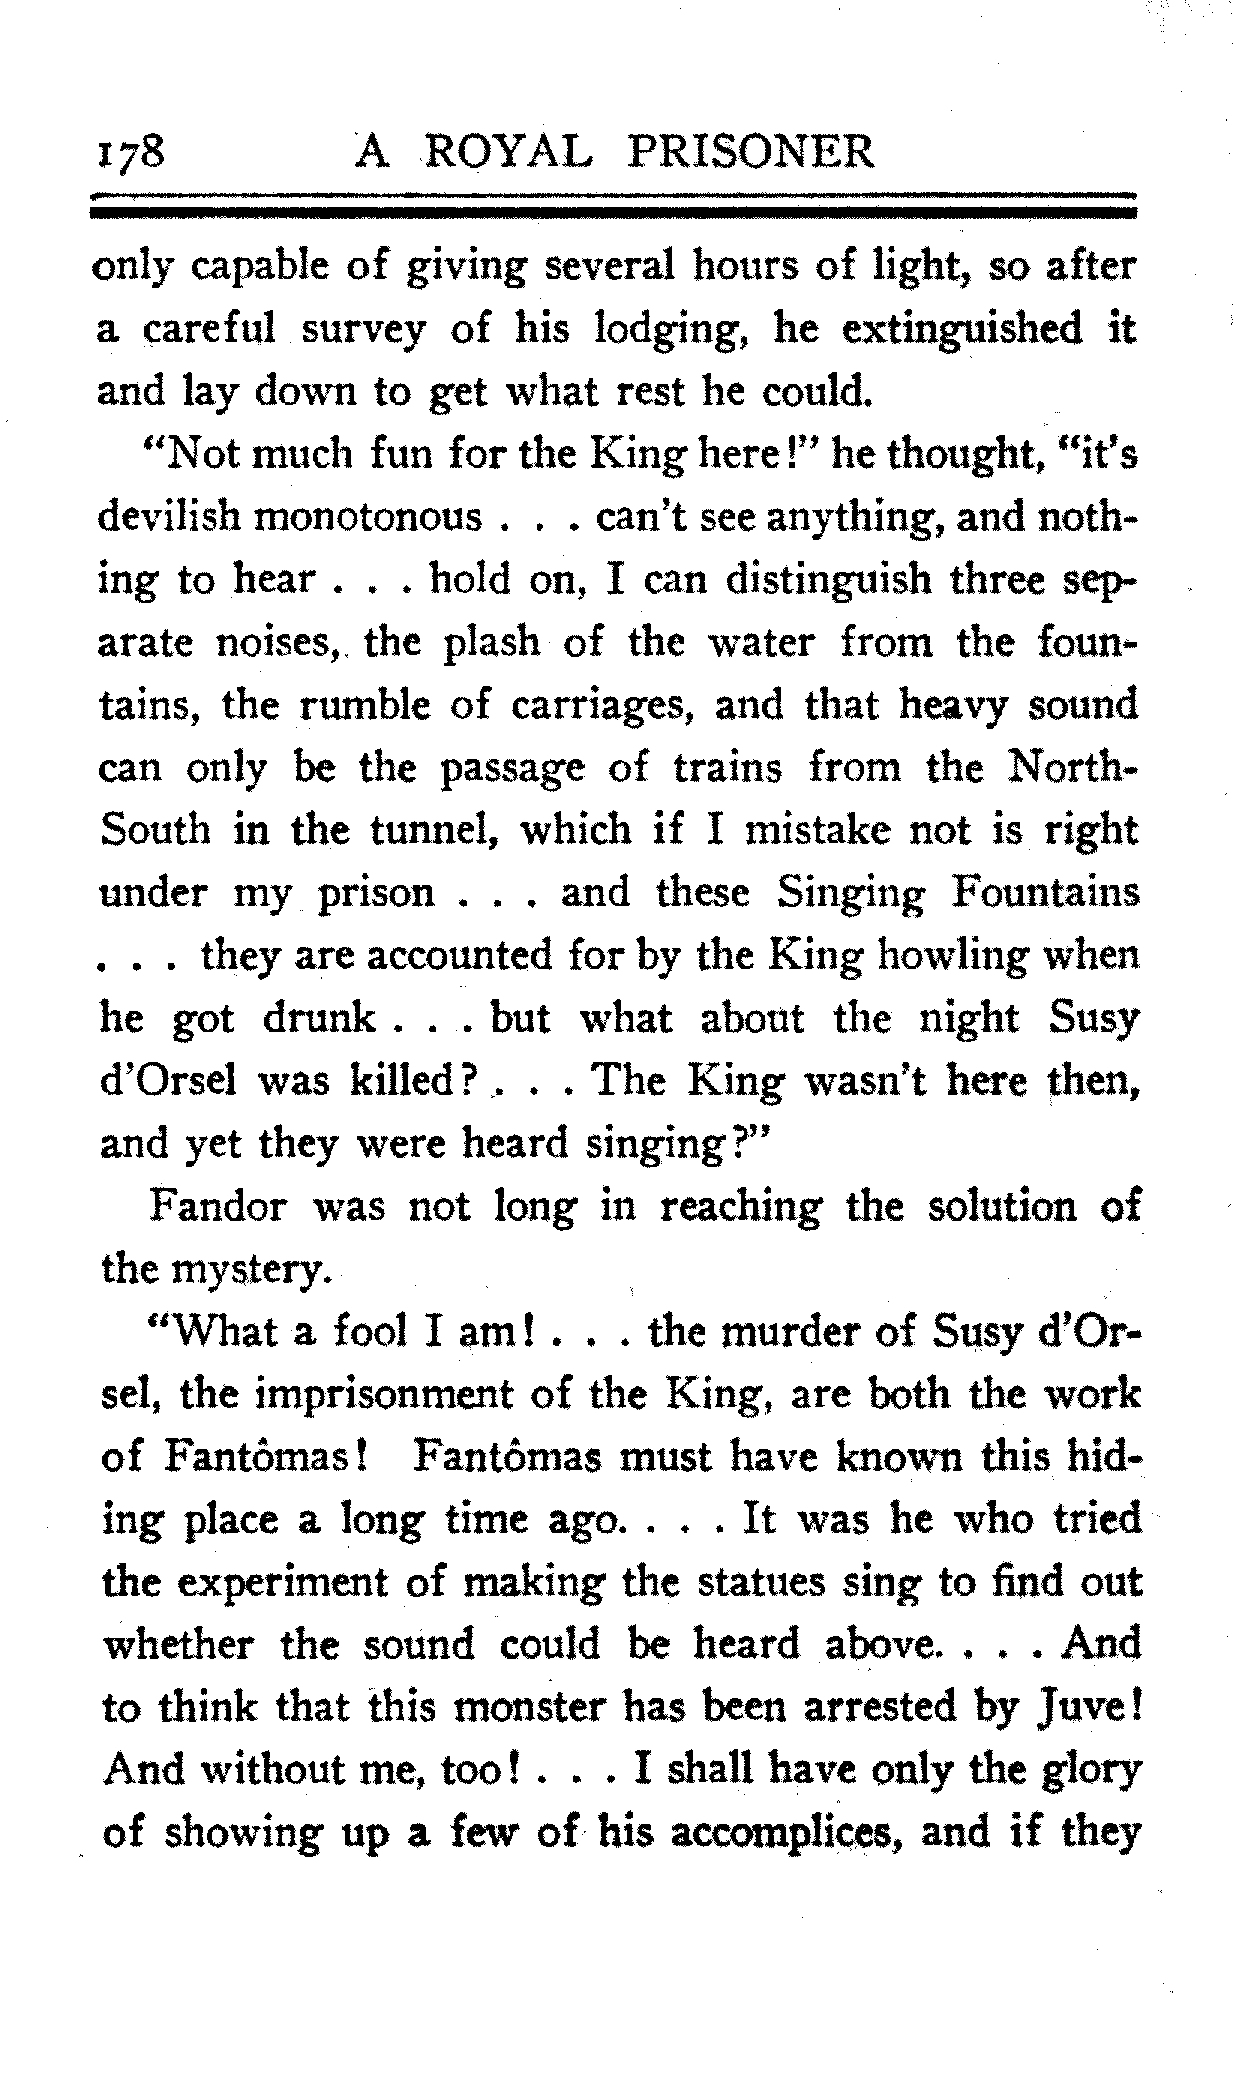 178 A ROYAL PRISONER
only capable of giving several hours of light, so after
a careful survey of his lodging, he extinguished it
and lay down to get what rest he could.
“Not much fun for the King here!” he thought, “it's
devilish monotonous . . . can't see anything, and noth-
ing to hear . . . hold on, I can distinguish three sep-
arate noises, the plash of the water from the foun-
tains, the rumble of carriages, and that heavy sound
can only be the passage of trains from the North-
South in the tunnel, which if I mistake not is right
under my prison . . . and these Singing Fountains
. . . they are accounted for by the King howling when
he got drunk . . . but what about the night Susy
d'Orsel was killed? . . . The King wasn't here then,
and yet they were heard singing?”
Fandor was not long in reaching the solution of
the mystery.
“What a fool I am! . . . the murder of Susy d'Or-
sel, the imprisonment of the King, are both the work
of Fantômas! Fantômas must have known this hid-
ing place a long time ago. . . . It was he who tried
the experiment of making the statues sing to find out
whether the sound could be heard above. . . . And
to think that this monster has been arrested by Juve!
And without me, too! . . . I shall have only the glory
of showing up a few of his accomplices, and if they